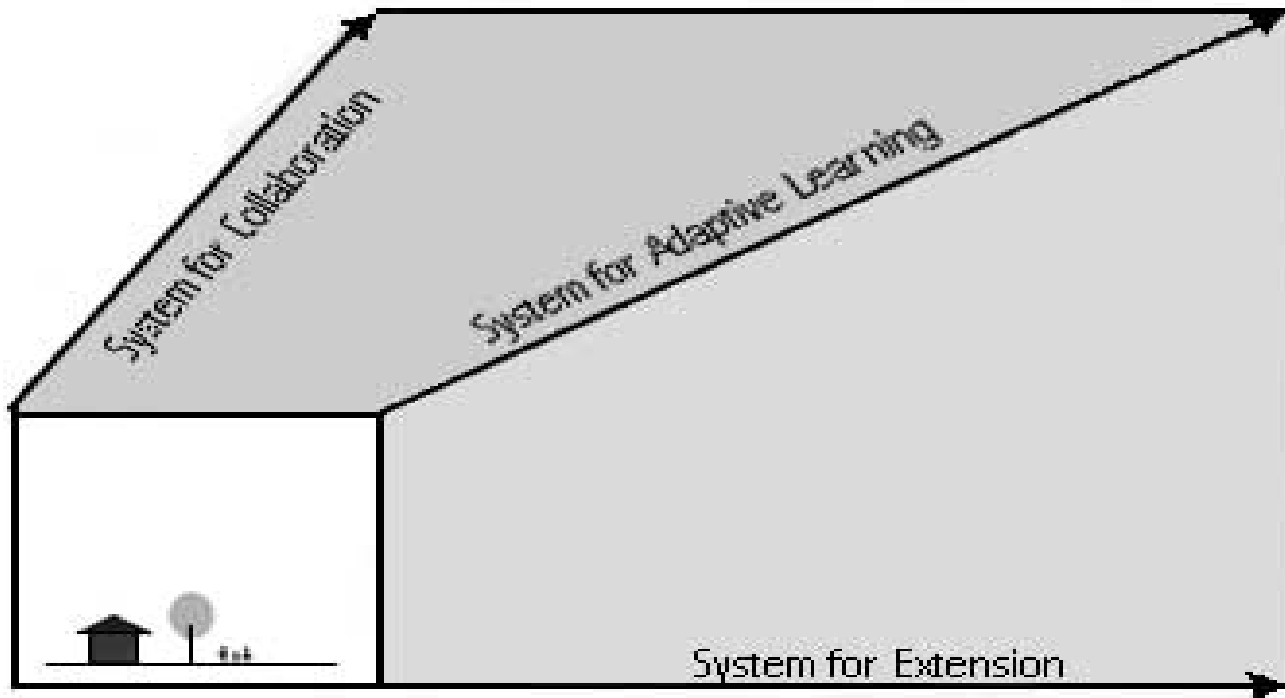 System for Collaboration
System for Adaptive Learning
System for Extension